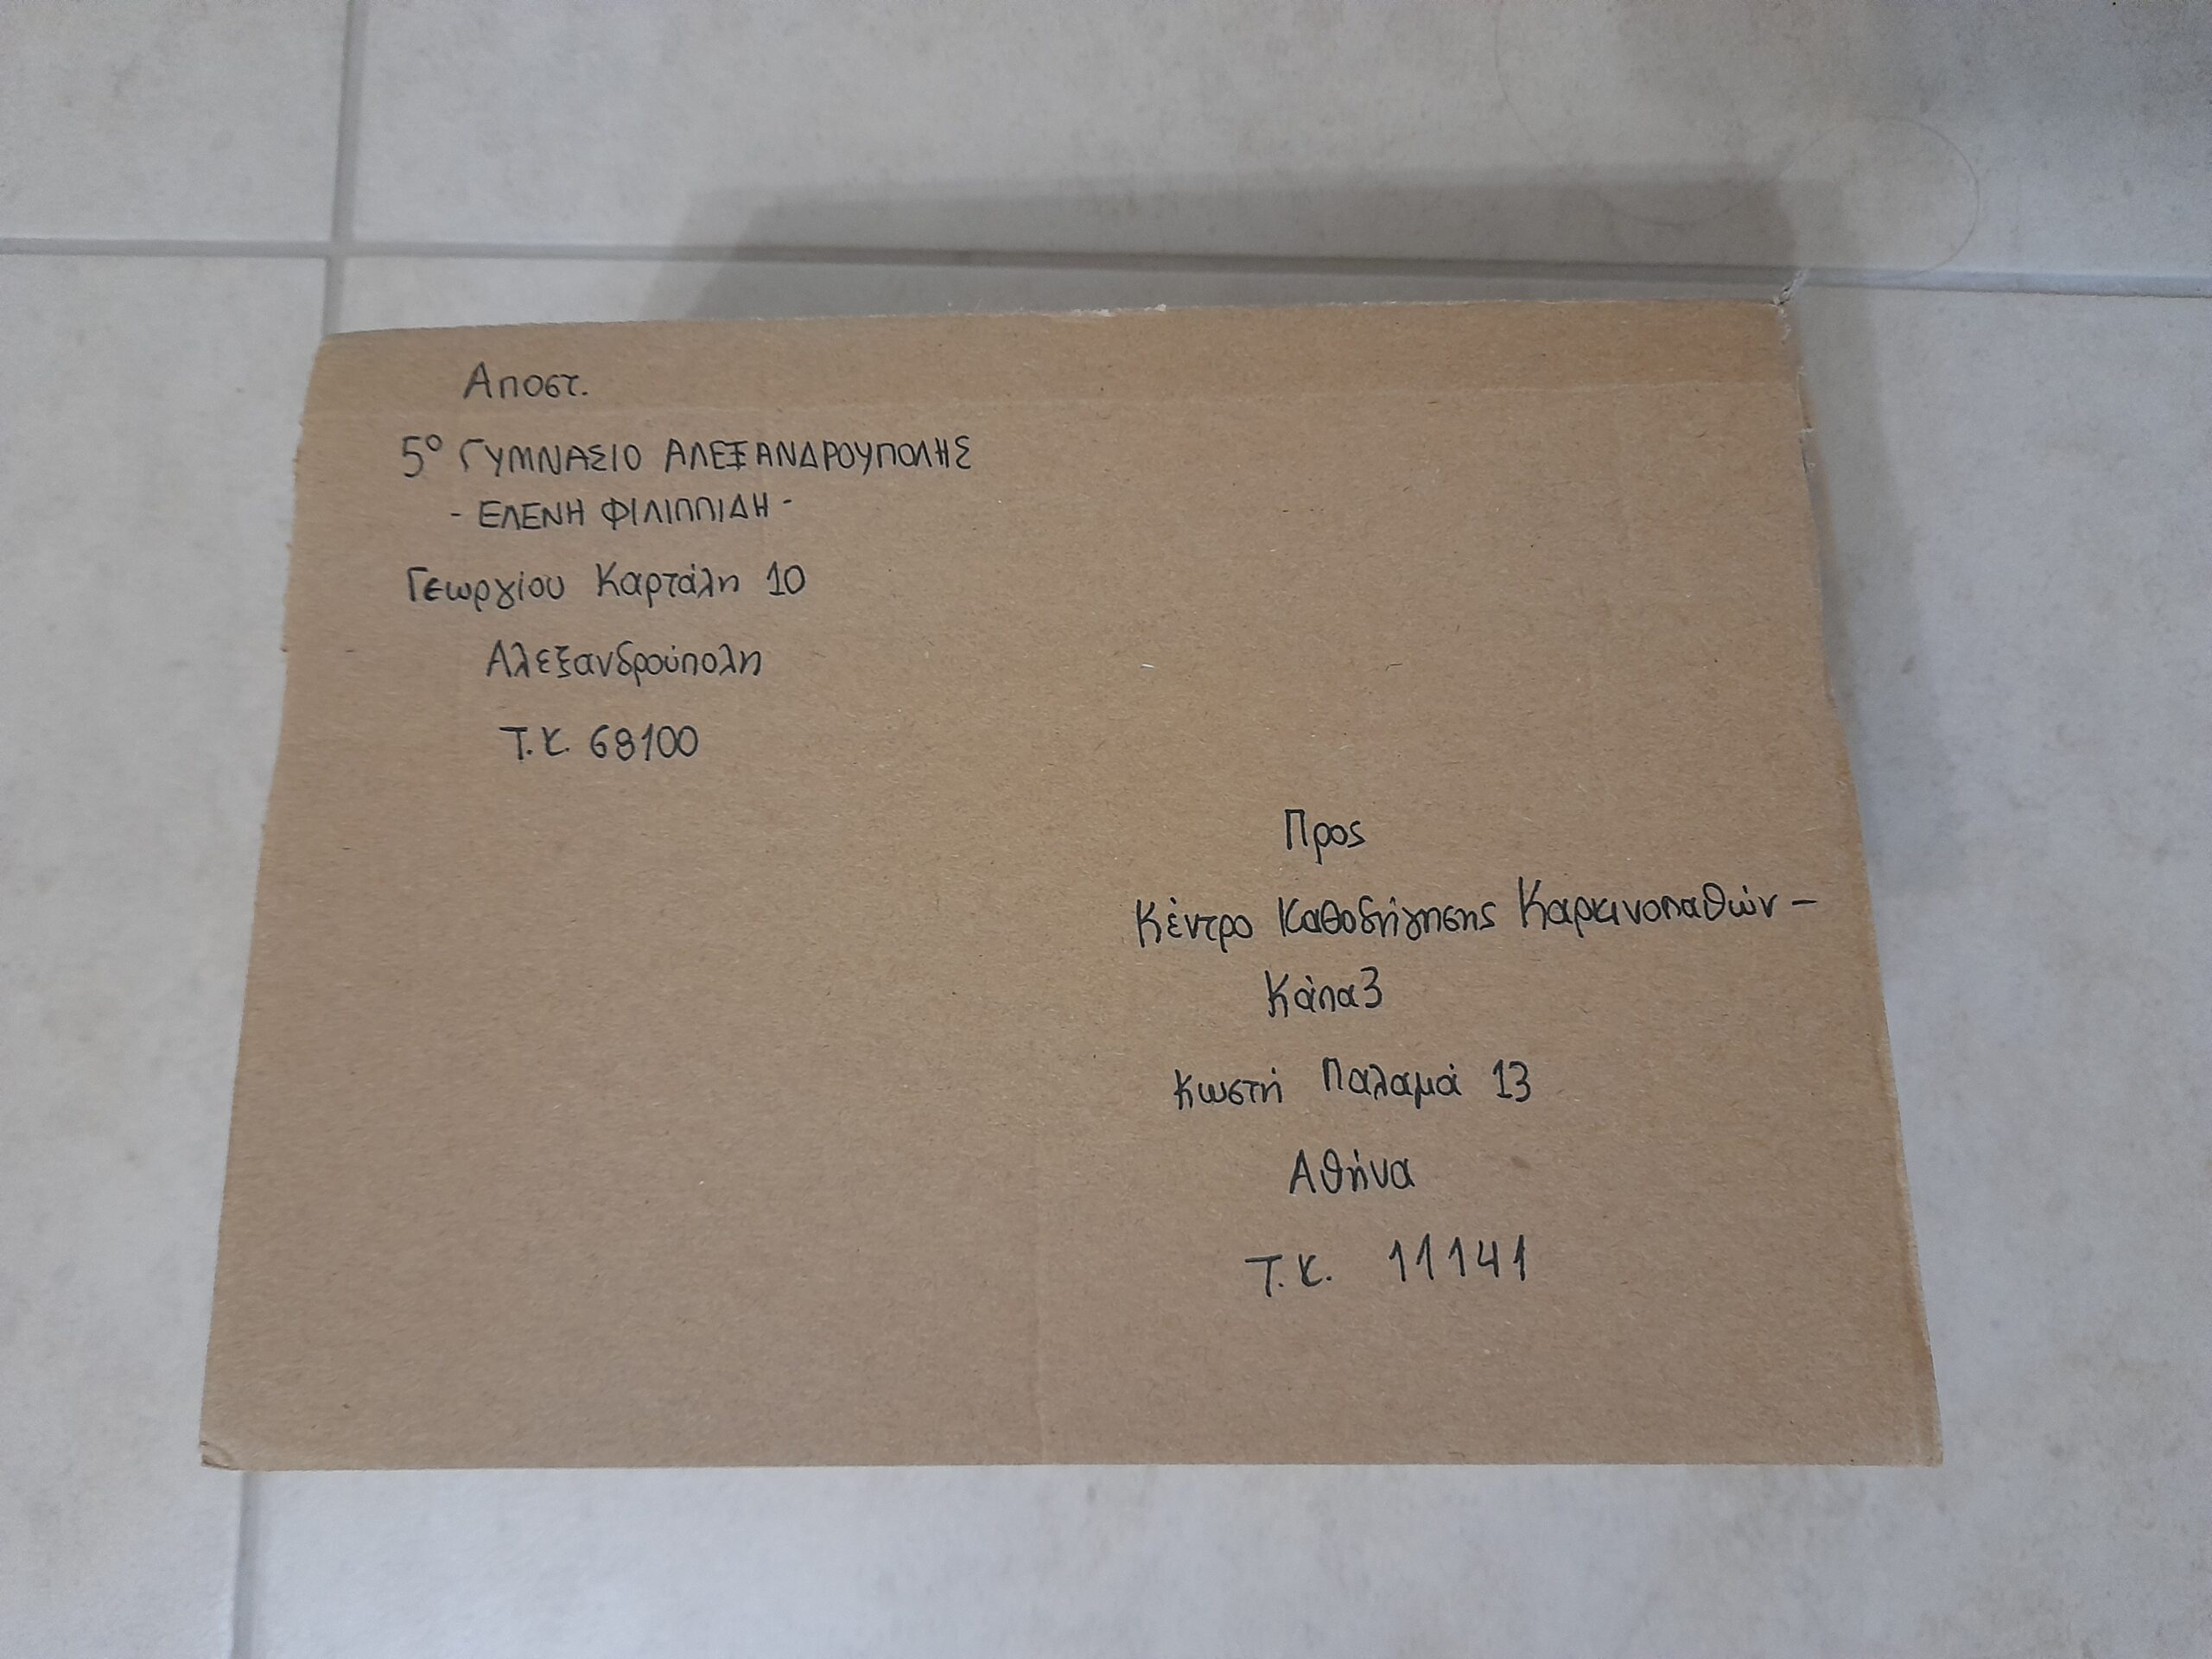 Αποστ.
5ο ΓΥΜΝΑΣΙΟ ΑΛΕΞΑΝΔΡΟΥΠΟΛΗΣ
- ΕΛΕΝΗ ΦΙΛΙΠΠΙΔΗ -
Γεωργίου Καρτάλη 10
Αλεξανδρούπολη
Τ.Κ. 68100
Προς
Κέντρο Καθοδήγησης Καρκινοπαθών -
Κάπα3
Κωστή Παλαμά 13
Αθήνα
Τ.Κ. 11141